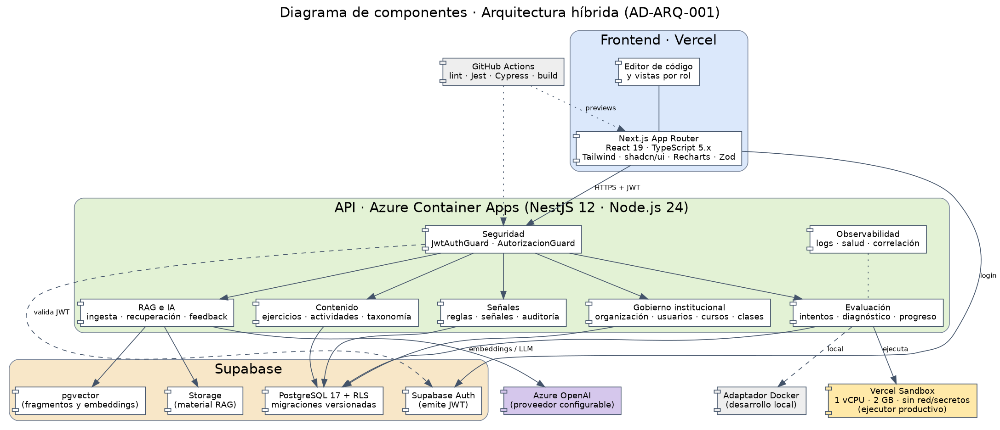 Diagrama de componentes · Arquitectura híbrida (AD-ARQ-001)
Frontend · Vercel
GitHub Actions
lint · Jest · Cypress · build
Editor de código
y vistas por rol
previews
Next.js App Router
React 19 · TypeScript 5.x
Tailwind · shadcn/ui · Recharts · Zod
HTTPS + JWT
API · Azure Container Apps (NestJS 12 · Node.js 24)
Seguridad
JwtAuthGuard · AutorizacionGuard
Observabilidad
logs · salud · correlación
login
valida JWT
RAG e IA
ingesta · recuperación · feedback
Contenido
ejercicios · actividades · taxonomía
Señales
reglas · señales · auditoría
Gobierno institucional
organización · usuarios · cursos · clases
Evaluación
intentos · diagnóstico · progreso
embeddings / LLM
local
ejecuta
Supabase
pgvector
(fragmentos y embeddings)
Storage
(material RAG)
PostgreSQL 17 + RLS
migraciones versionadas
Supabase Auth
(emite JWT)
Azure OpenAI
(proveedor configurable)
Adaptador Docker
(desarrollo local)
Vercel Sandbox
1 vCPU · 2 GB · sin red/secretos
(ejecutor productivo)